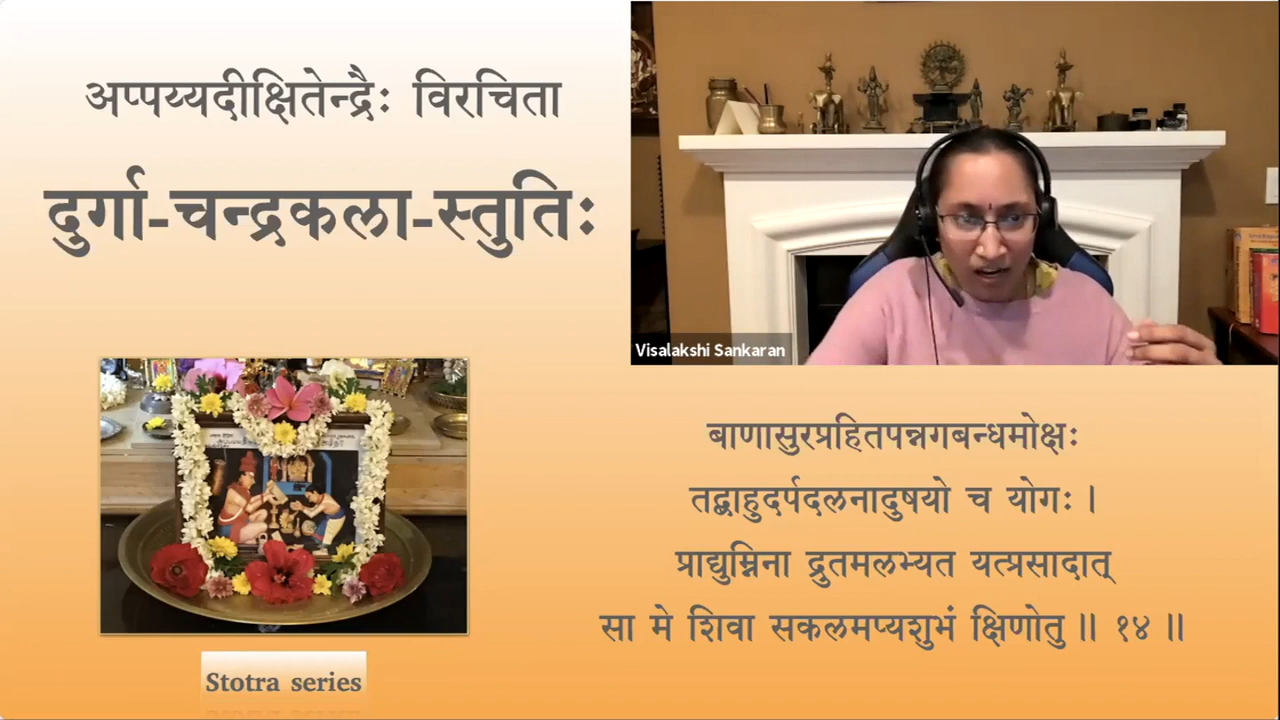 अप्पय्यदीक्षितेन्द्रैः विरचिता
दुर्गा-चन्द्रकला-स्तुतिः
Visalakshi Sankaran
बाणासुरप्रहितपन्नगबन्धमोक्षः
तद्बाहुदर्पदलनादुषयो च योगः ।
प्राद्युम्निना द्रुतमलभ्यत यत्प्रसादात्
सा मे शिवा सकलमप्यशुभं क्षिणोतु ॥ १४ ॥
Stotra series